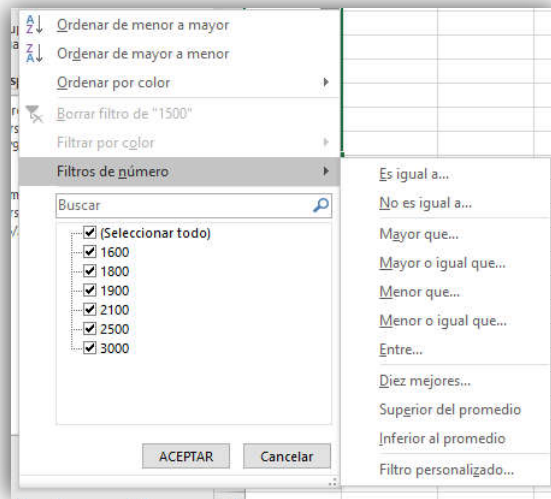 Ordenar de menor a mayor
Ordenar de mayor a menor
Ordenar por color
Borrar filtro de "1500"
Filtrar por color
Filtros de número
Buscar
(Seleccionar todo)
1600
1800
1900
2100
2500
3000
ACEPTAR Cancelar
Es igual a...
No es igual a...
Mayor que...
Mayor o igual que...
Menor que...
Menor o igual que...
Entre...
Diez mejores...
Superior del promedio
Inferior al promedio
Filtro personalizado...